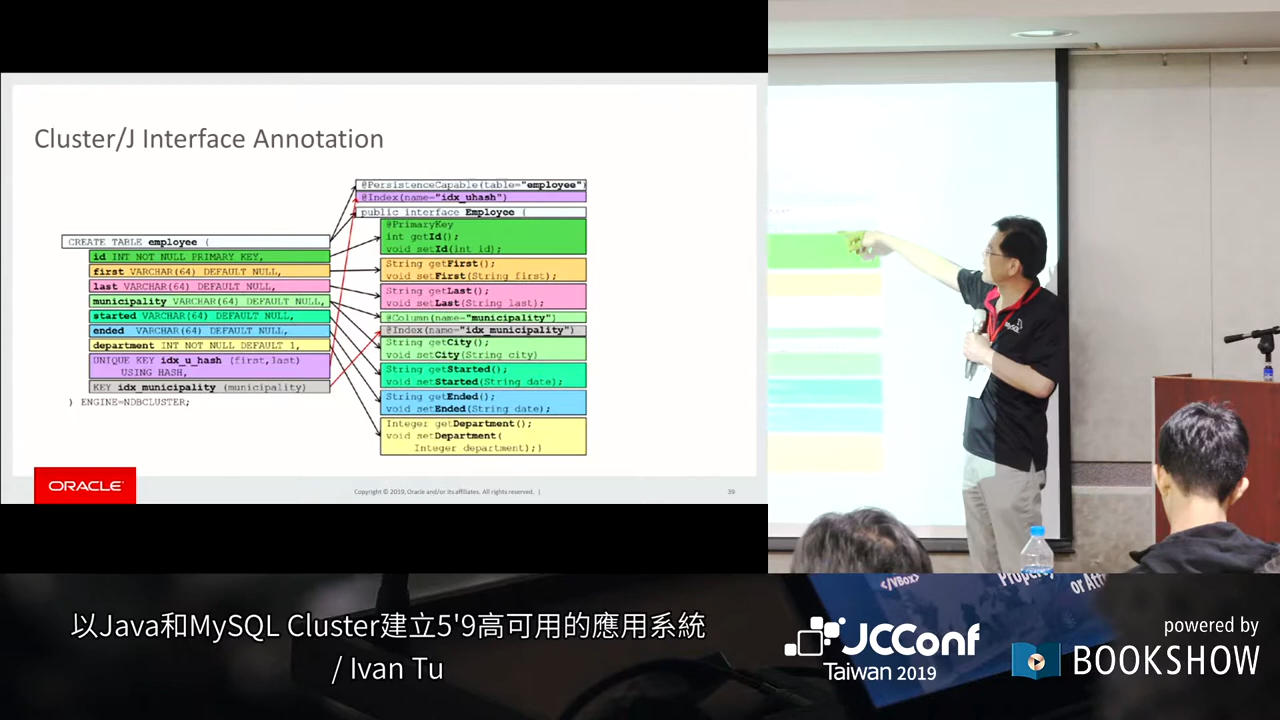 Cluster/J Interface Annotation
CREATE TABLE employee (
id INT NOT NULL PRIMARY KEY,
first VARCHAR(64) DEFAULT NULL,
last VARCHAR(64) DEFAULT NULL,
municipality VARCHAR(64) DEFAULT NULL,
started VARCHAR(64) DEFAULT NULL,
ended VARCHAR(64) DEFAULT NULL,
department INT NOT NULL DEFAULT 1,
UNIQUE KEY idx_u_hash (first,last)
USING HASH,
KEY idx_municipality (municipality)
) ENGINE=NDBCLUSTER;
@PersistenceCapable(table="employee")
@Index(name="idx_uhash")
public interface Employee {
@PrimaryKey
int getId();
void setId(int id);
String getFirst();
void setFirst(String first);
String getLast();
void setLast(String last);
@Column(name="municipality")
@Index(name="idx_municipality")
String getCity();
void setCity(String city)
String getStarted();
void setStarted(String date);
String getEnded();
void setEnded(String date);
Integer getDepartment();
void setDepartment(
Integer department);}
ORACLE
Copyright © 2019, Oracle and/or its affiliates. All rights reserved. |
39
MySQL
</VBox>
or
以Java和MySQL Cluster建立5'9高可用的應用系統
/ Ivan Tu
JCConf
Taiwan 2019
powered by
BOOKSHOW